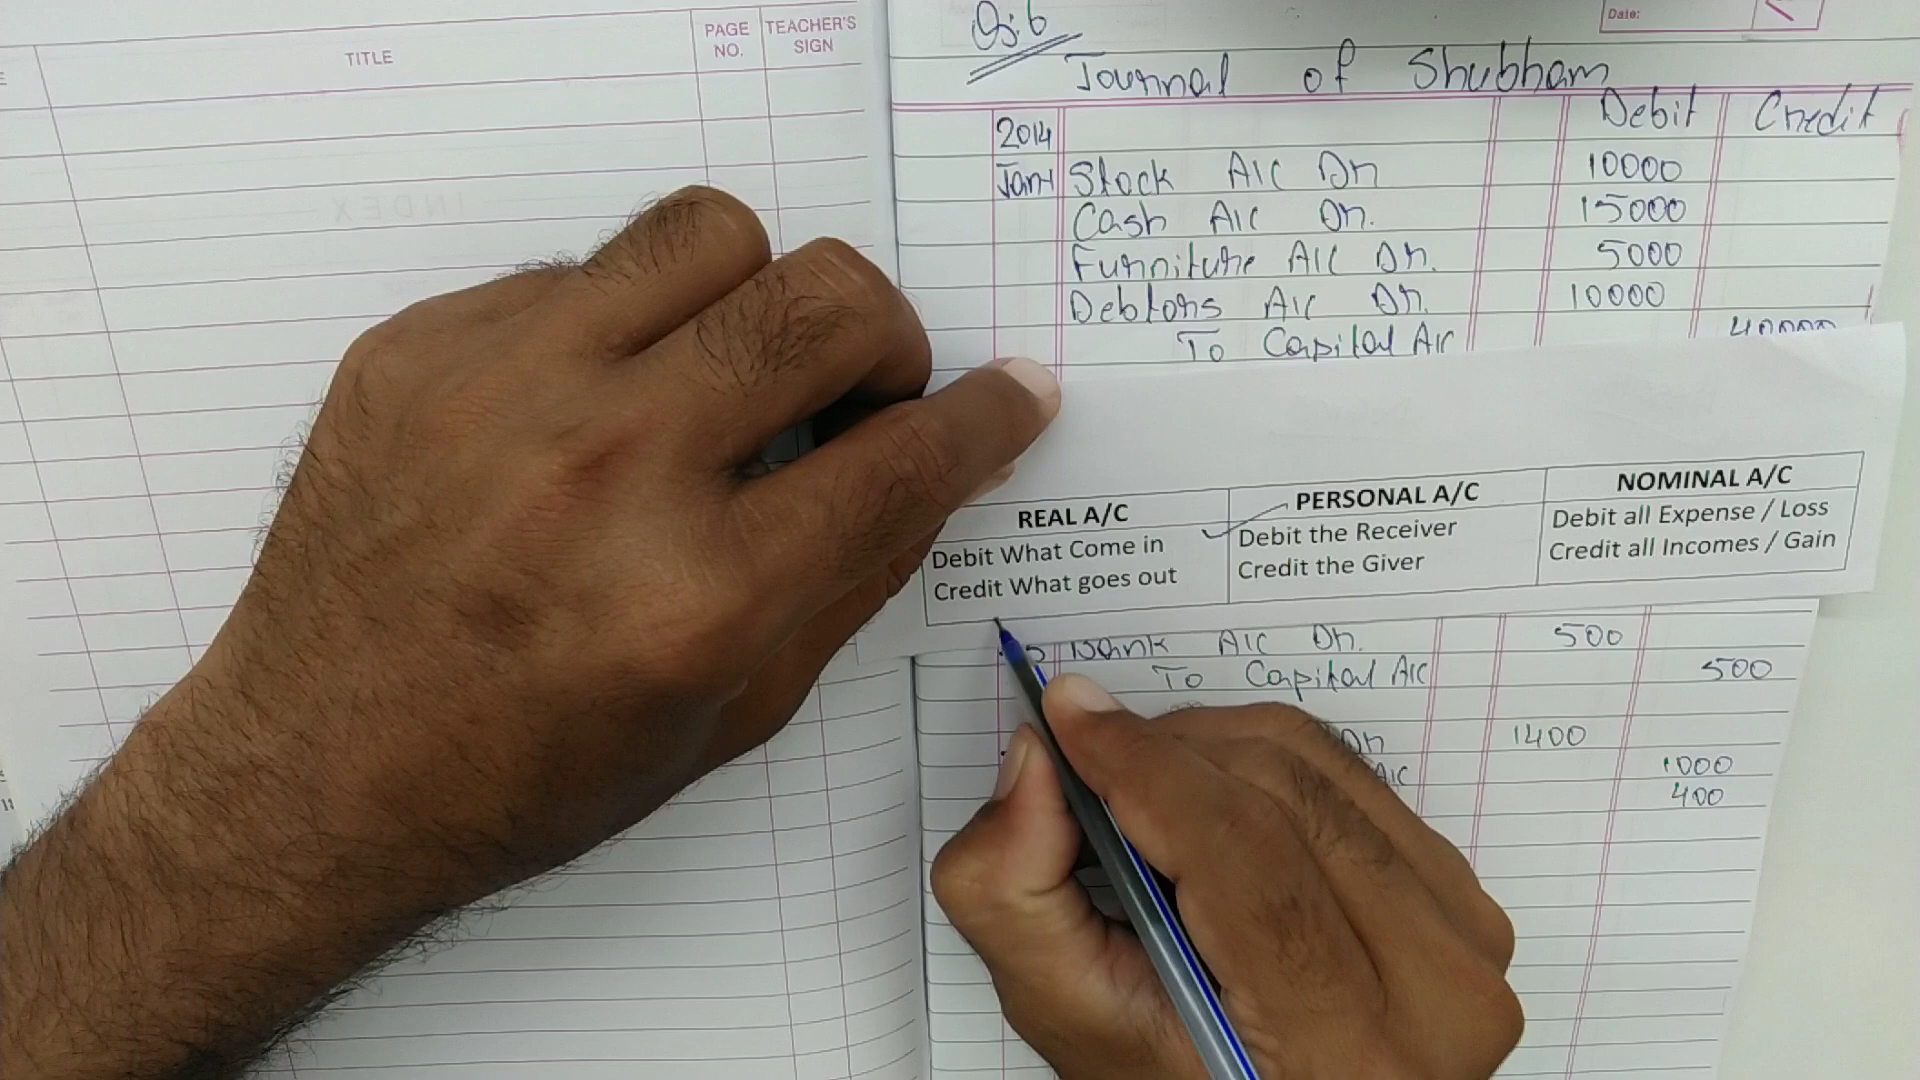 TITLE
PAGE NO.
TEACHER'S SIGN
Date:
Q.6
Journal of Shubham
Debit Credit
2014
Jan-1 Stock A/C Dr 10000
Cash A/C Dr. 15000
Furniture A/C Dr. 5000
Debtors A/C Dr. 10000
To Capital A/C 40000
REAL A/C PERSONAL A/C NOMINAL A/C
Debit What Come in Debit the Receiver Debit all Expense / Loss
Credit What goes out Credit the Giver Credit all Incomes / Gain
Bank A/C Dr. 500
To Capital A/C 500
Dr 1400
A/C 1000
400